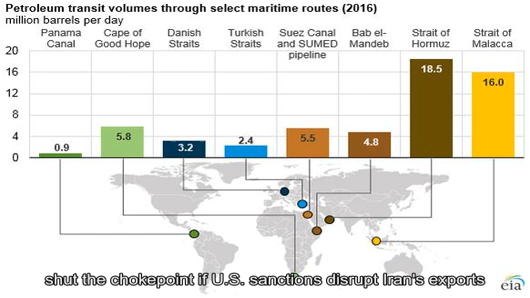 Petroleum transit volumes through select maritime routes (2016)
million barrels per day
Panama Canal
Cape of Good Hope
Danish Straits
Turkish Straits
Suez Canal and SUMED pipeline
Bab el-Mandeb
Strait of Hormuz
Strait of Malacca
20
16
12
8
4
0
0.9
5.8
3.2
2.4
5.5
4.8
18.5
16.0
shut the chokepoint if U.S. sanctions disrupt Iran's exports
eia